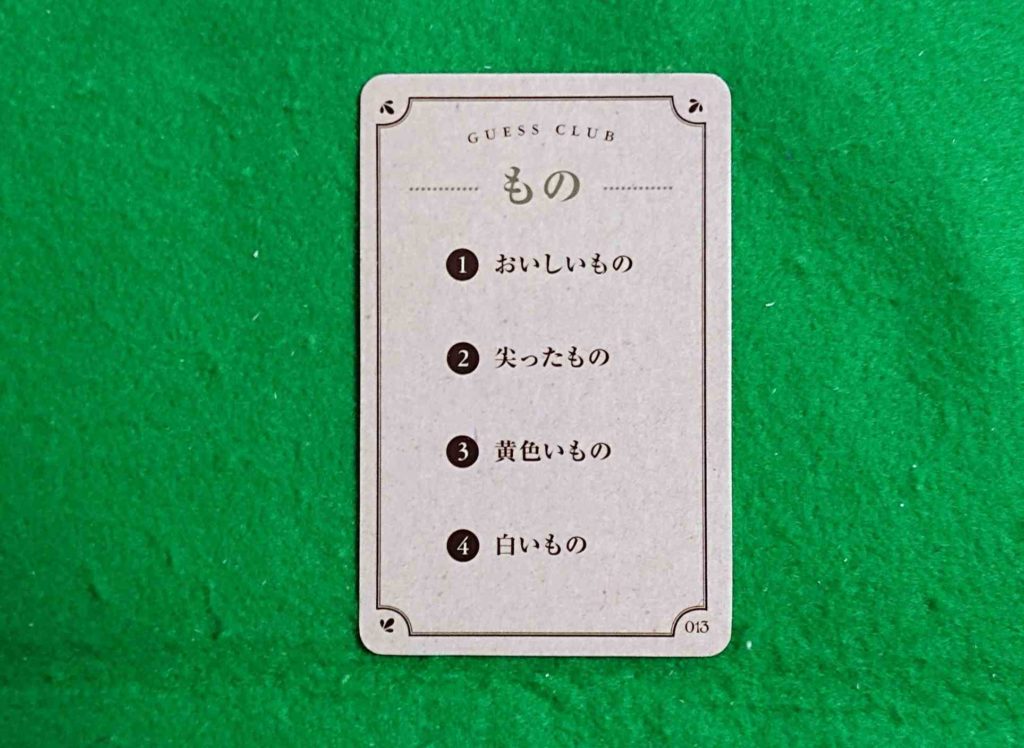 GUESS CLUB
もの
1 おいしいもの
2 尖ったもの
3 黄色いもの
4 白いもの
013